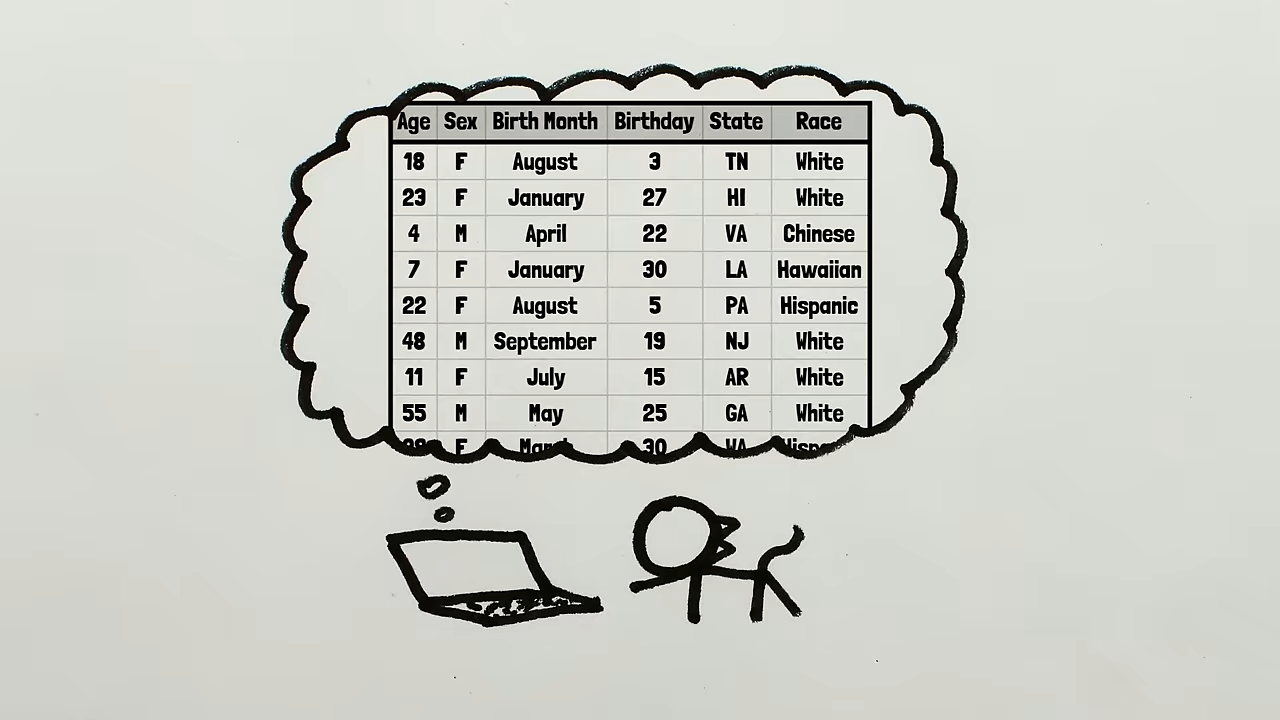 Age Sex Birth Month Birthday State Race
18 F August 3 TN White
23 F January 27 HI White
4 M April 22 VA Chinese
7 F January 30 LA Hawaiian
22 F August 5 PA Hispanic
48 M September 19 NJ White
11 F July 15 AR White
55 M May 25 GA White
F 30 WA